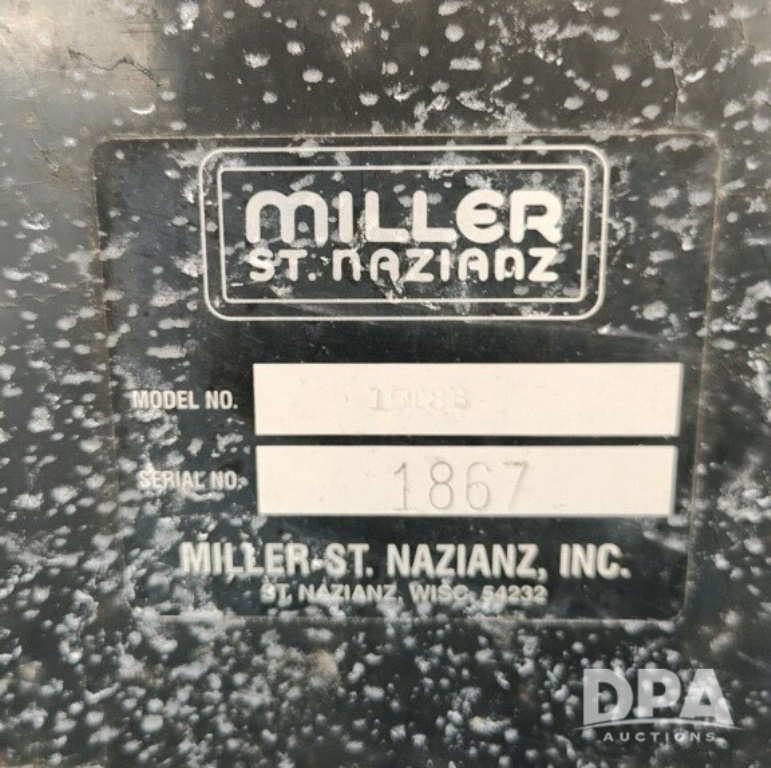 MILLER
ST. NAZIANZ
MODEL NO.
SERIAL NO. 1867
MILLER-ST. NAZIANZ, INC.
ST. NAZIANZ, WISC. 54232
DPA
AUCTIONS